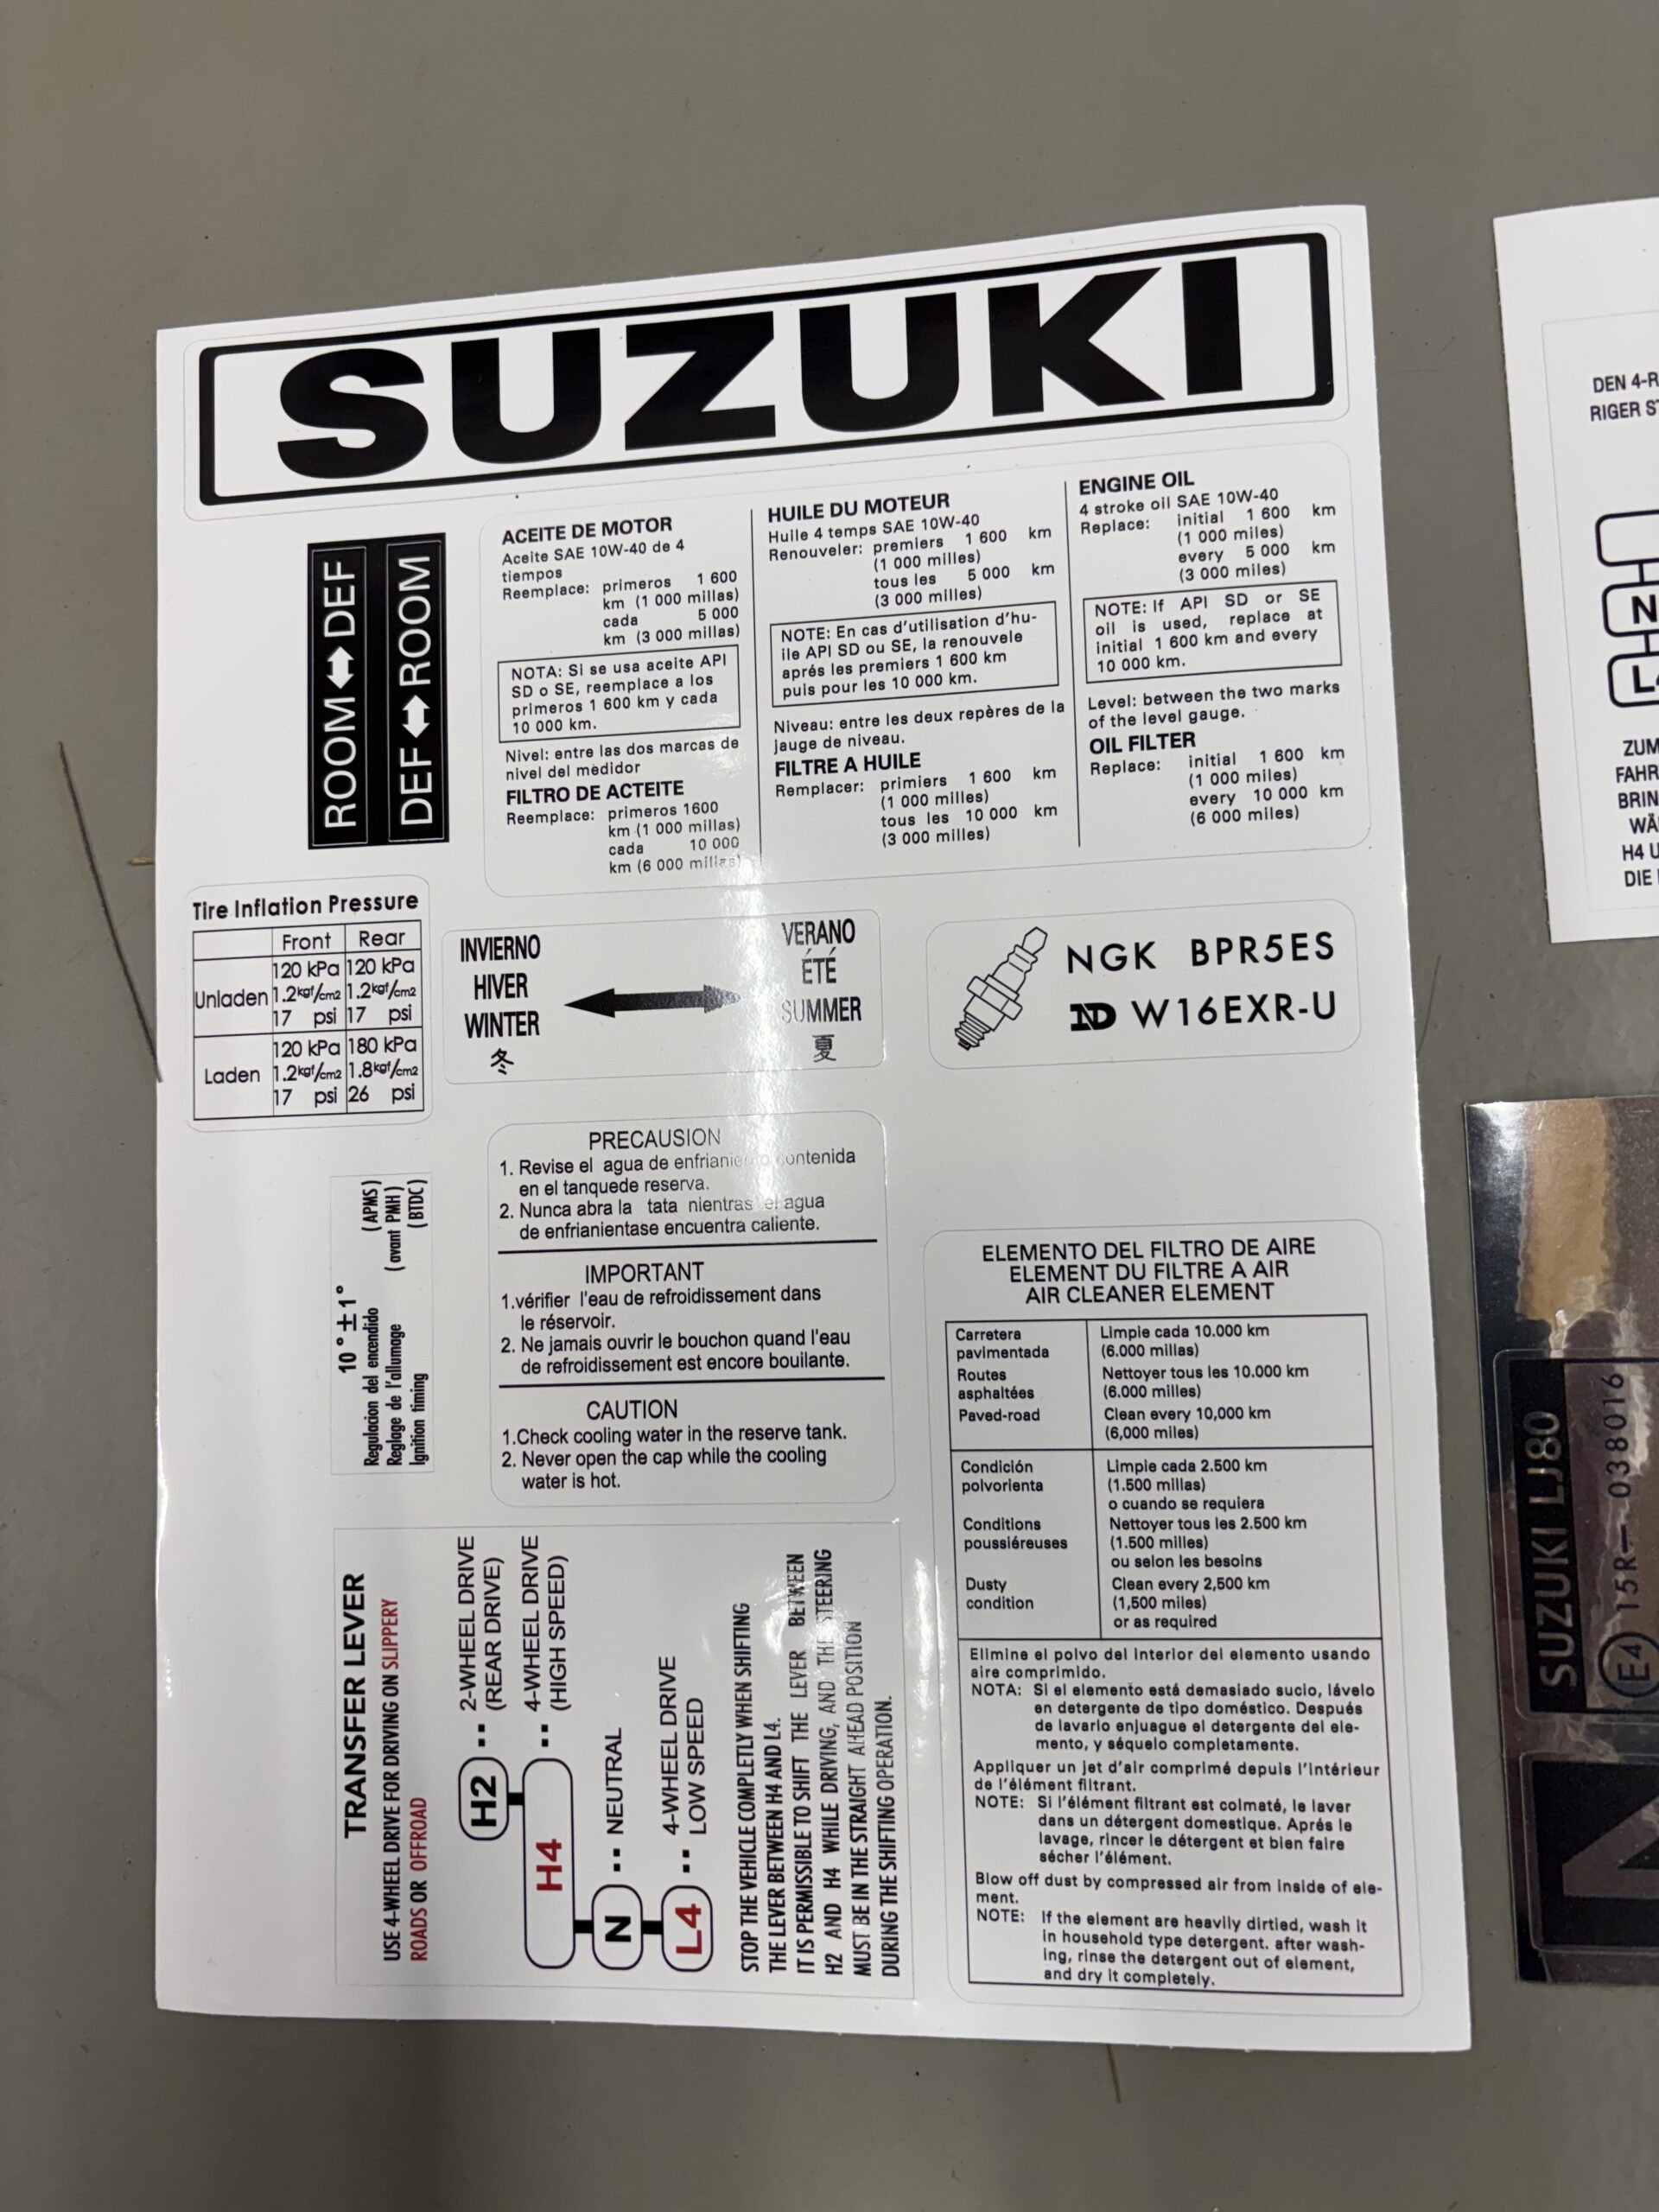 SUZUKI
ROOM ↔ DEF
DEF ↔ ROOM
ACEITE DE MOTOR
Aceite SAE 10W-40 de 4
tiempos
Reemplace: primeros 1 600
km (1 000 millas)
cada 5 000
km (3 000 millas)
NOTA: Si se usa aceite API
SD o SE, reemplace a los
primeros 1 600 km y cada
10 000 km.
Nivel: entre las dos marcas de
nivel del medidor
FILTRO DE ACTEITE
Reemplace: primeros 1600
km (1 000 millas)
cada 10 000
km (6 000 millas)
HUILE DU MOTEUR
Huile 4 temps SAE 10W-40
Renouveler: premiers 1 600 km
(1 000 milles)
tous les 5 000 km
(3 000 milles)
NOTE: En cas d'utilisation d'hu-
ile API SD ou SE, la renouvele
aprés les premiers 1 600 km
puis pour les 10 000 km.
Niveau: entre les deux repères de la
jauge de niveau.
FILTRE A HUILE
Remplacer: primiers 1 600 km
(1 000 milles)
tous les 10 000 km
(3 000 milles)
ENGINE OIL
4 stroke oil SAE 10W-40
Replace: initial 1 600 km
(1 000 miles)
every 5 000 km
(3 000 miles)
NOTE: If API SD or SE
oil is used, replace at
initial 1 600 km and every
10 000 km.
Level: between the two marks
of the level gauge.
OIL FILTER
Replace: initial 1 600 km
(1 000 miles)
every 10 000 km
(6 000 miles)
Tire Inflation Pressure
Front Rear
Unladen
120 kPa 120 kPa
1.2kgf/cm2 1.2kgf/cm2
17 psi 17 psi
Laden
120 kPa 180 kPa
1.2kgf/cm2 1.8kgf/cm2
17 psi 26 psi
INVIERNO
HIVER
WINTER
冬
VERANO
ÉTÉ
SUMMER
夏
NGK BPR5ES
ND W16EXR-U
10°±1°
Regulacion del encendido (APMS)
Reglage de l'allumage (avant PMH)
Ignition timing (BTDC)
PRECAUSION
1. Revise el agua de enfrianiento contenida
en el tanquede reserva.
2. Nunca abra la tata nientras el agua
de enfrianientase encuentra caliente.
IMPORTANT
1.vérifier l'eau de refroidissement dans
le réservoir.
2. Ne jamais ouvrir le bouchon quand l'eau
de refroidissement est encore bouilante.
CAUTION
1.Check cooling water in the reserve tank.
2. Never open the cap while the cooling
water is hot.
TRANSFER LEVER
USE 4-WHEEL DRIVE FOR DRIVING ON SLIPPERY
ROADS OR OFFROAD
H2 •• 2-WHEEL DRIVE
(REAR DRIVE)
H4 •• 4-WHEEL DRIVE
(HIGH SPEED)
N •• NEUTRAL
L4 •• 4-WHEEL DRIVE
LOW SPEED
STOP THE VEHICLE COMPLETLY WHEN SHIFTING
THE LEVER BETWEEN H4 AND L4.
IT IS PERMISSIBLE TO SHIFT THE LEVER BETWEEN
H2 AND H4 WHILE DRIVING, AND THE STEERING
MUST BE IN THE STRAIGHT AHEAD POSITION
DURING THE SHIFTING OPERATION.
ELEMENTO DEL FILTRO DE AIRE
ELEMENT DU FILTRE A AIR
AIR CLEANER ELEMENT
Carretera
pavimentada
Limpie cada 10.000 km
(6.000 millas)
Routes
asphaltées
Nettoyer tous les 10.000 km
(6.000 milles)
Paved-road
Clean every 10,000 km
(6,000 miles)
Condición
polvorienta
Limpie cada 2.500 km
(1.500 millas)
o cuando se requiera
Conditions
poussiéreuses
Nettoyer tous les 2.500 km
(1.500 milles)
ou selon les besoins
Dusty
condition
Clean every 2,500 km
(1,500 miles)
or as required
Elimine el polvo del interior del elemento usando
aire comprimido.
NOTA: Si el elemento está demasiado sucio, lávelo
en detergente de tipo doméstico. Después
de lavarlo enjuague el detergente del ele-
mento, y séquelo completamente.
Appliquer un jet d'air comprimé depuis l'intérieur
de l'élément filtrant.
NOTE: Si l'élément filtrant est colmaté, le laver
dans un détergent domestique. Aprés le
lavage, rincer le détergent et bien faire
sécher l'élément.
Blow off dust by compressed air from inside of ele-
ment.
NOTE: If the element are heavily dirtied, wash it
in household type detergent. after wash-
ing, rinse the detergent out of element,
and dry it completely.
DEN 4-R
RIGER ST
N
L
ZUM
FAHR
BRIN
WÄ
H4 U
DIE
SUZUKI LJ80
E4 15R—038016